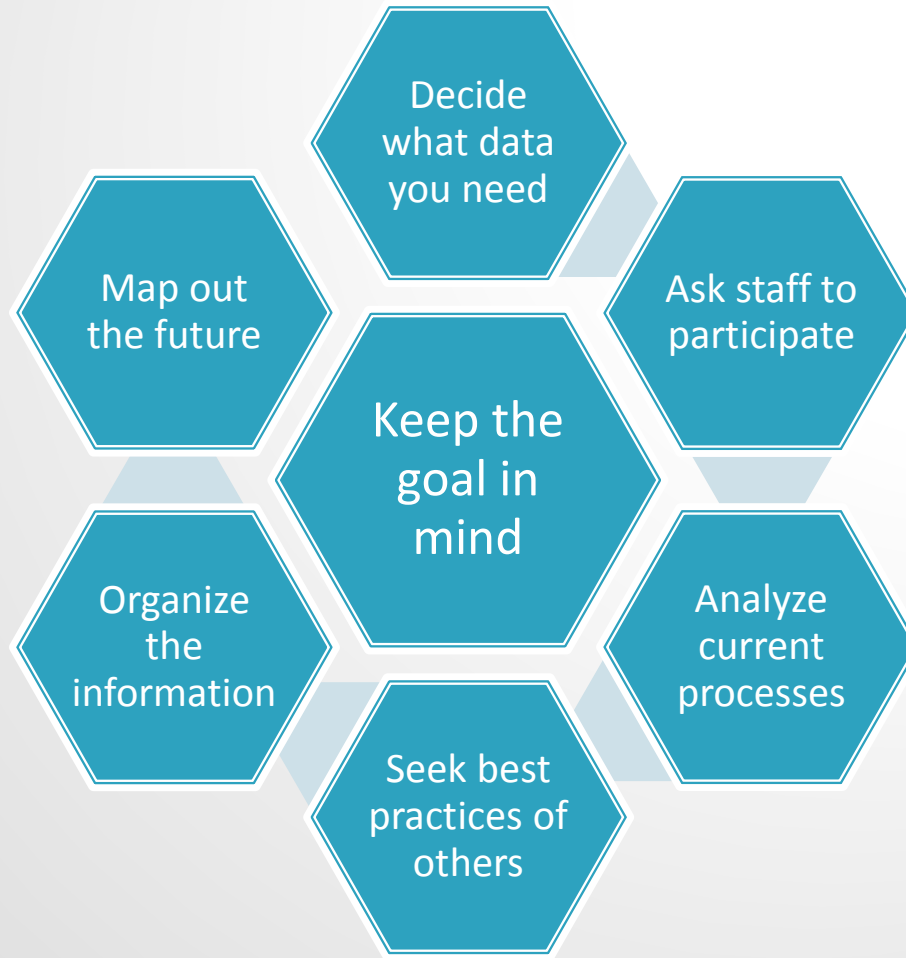 Decide
what data
you need
Ask staff to
participate
Analyze
current
processes
Seek best
practices of
others
Organize
the
information
Map out
the future
Keep the
goal in
mind